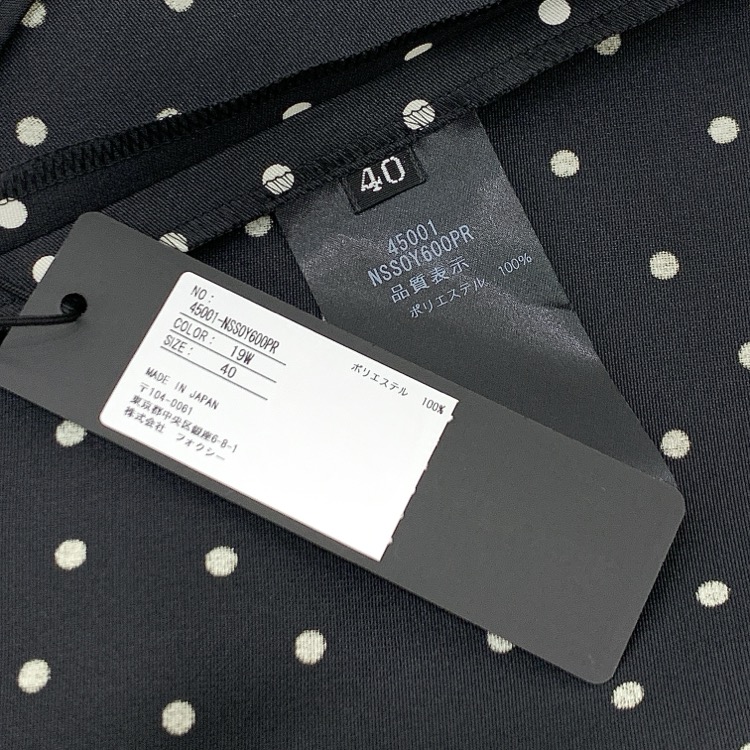 40
45001
NSSOY600PR
品質表示
ポリエステル 100%
NO:
45001-NSSOY600PR
COLOR: 19W
SIZE: 40
MADE IN JAPAN
〒104-0061
東京都中央区銀座6-8-1
株式会社 フオクシー
ポリエステル 100%